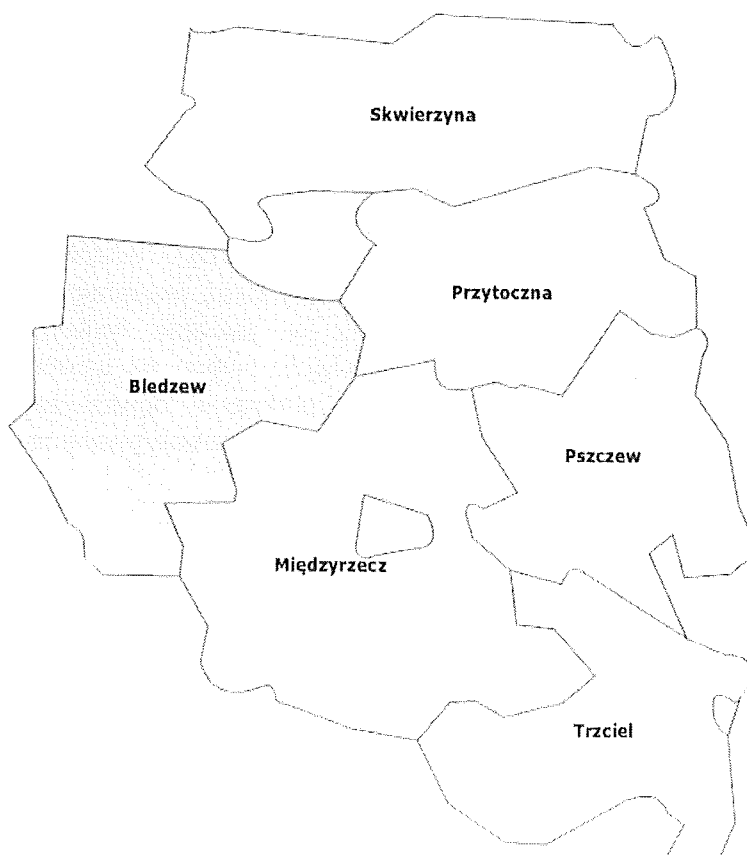 Skwierzyna
Przytoczna
Bledzew
Pszczew
Międzyrzecz
Trzciel